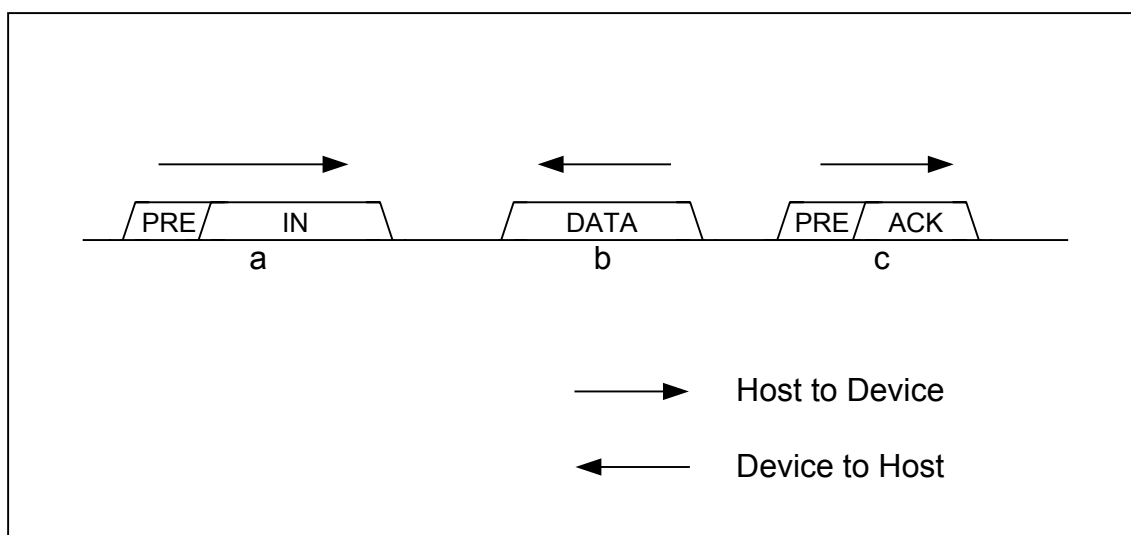 PRE IN DATA PRE ACK
a b c
Host to Device
Device to Host